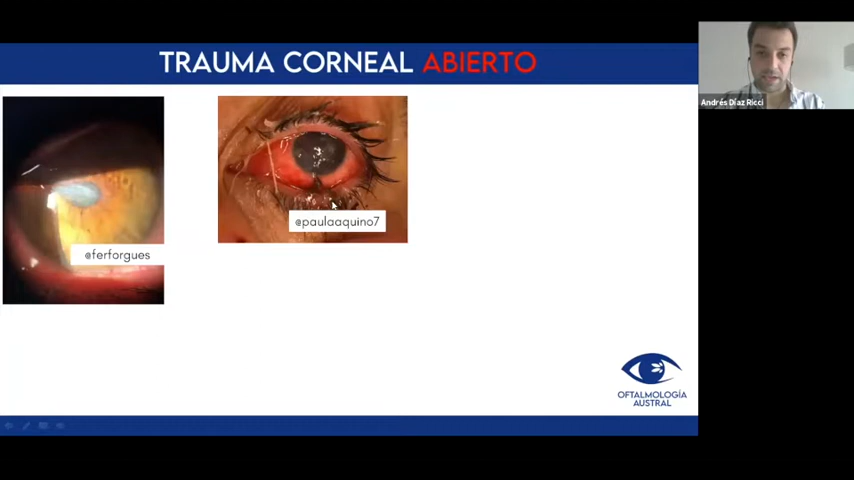 TRAUMA CORNEAL ABIERTO
Andrés Díaz Ricci
@paulaaquino7
@ferforgues
OFTALMOLOGÍA
AUSTRAL